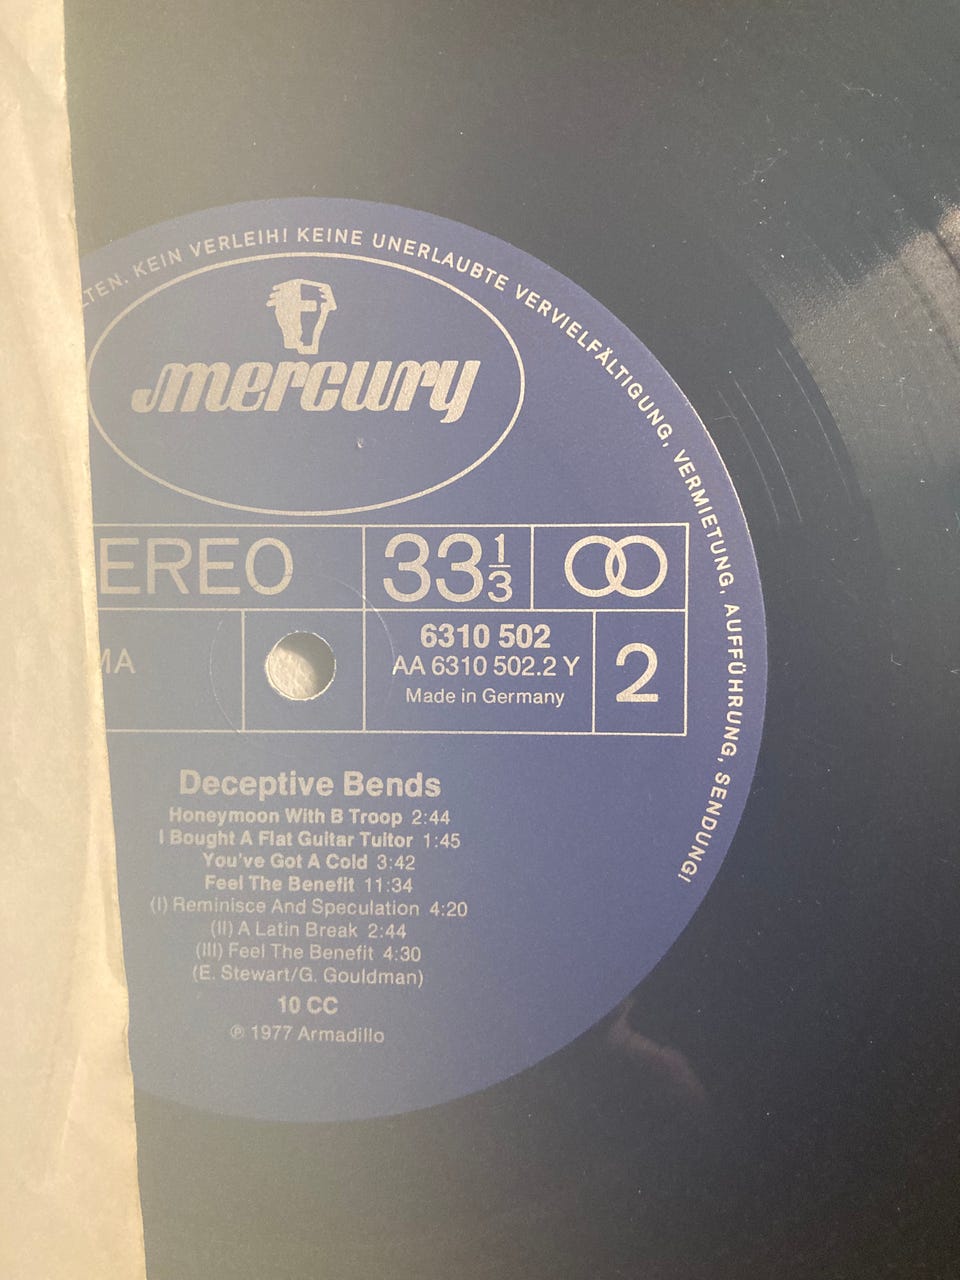 KEIN VERLEIH! KEINE UNERLAUBTE VERVIELFÄLTIGUNG, VERMIETUNG, AUFFÜHRUNG, SENDUNG!
mercury
EREO 33 1/3
MA
6310 502
AA 6310 502.2 Y
Made in Germany
2
Deceptive Bends
Honeymoon With B Troop 2:44
I Bought A Flat Guitar Tuitor 1:45
You've Got A Cold 3:42
Feel The Benefit 11:34
(I) Reminisce And Speculation 4:20
(II) A Latin Break 2:44
(III) Feel The Benefit 4:30
(E. Stewart/G. Gouldman)
10 CC
℗ 1977 Armadillo